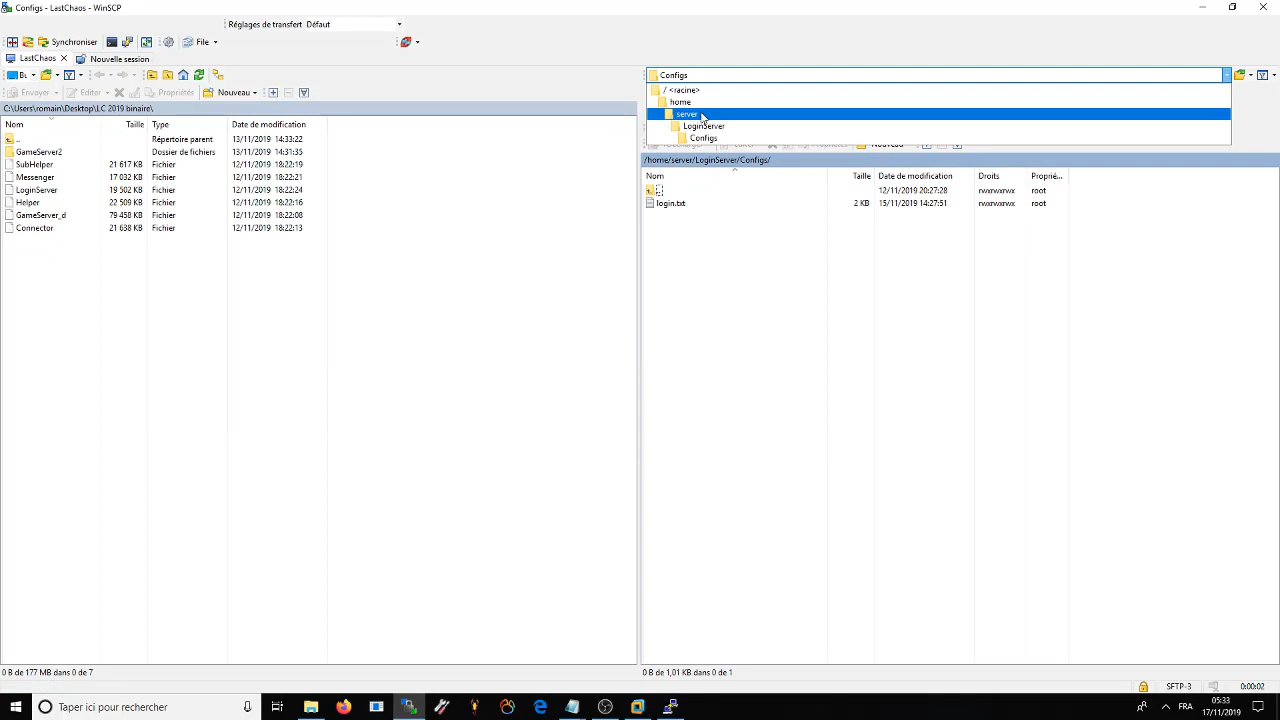 Configs - LastChaos - WinSCP
Réglages de transfert Défaut
Synchroniser File
LastChaos Nouvelle session
Configs
/ <racine>
home
server
LoginServer
Configs
Envoyer Editer Propriétés Nouveau
C:\Users\romain\Desktop\LC 2019 binaire\
Nom Taille Type Date de modification
.. Répertoire parent 13/11/2019 14:33:22
GameServer2 Dossier de fichiers 13/11/2019 14:31:35
SubHelper 21 617 KB Fichier 12/11/2019 18:22:19
Messenger 17 032 KB Fichier 12/11/2019 18:22:21
LoginServer 19 502 KB Fichier 12/11/2019 18:22:24
Helper 22 509 KB Fichier 12/11/2019 18:22:16
GameServer_d 79 458 KB Fichier 12/11/2019 18:22:08
Connector 21 638 KB Fichier 12/11/2019 18:22:13
/home/server/LoginServer/Configs/
Nom Taille Date de modification Droits Proprié...
.. 12/11/2019 20:27:28 rwxrwxrwx root
login.txt 2 KB 15/11/2019 14:27:51 rwxrwxrwx root
0 B de 177 MB dans 0 de 7
0 B de 1,01 KB dans 0 de 1
SFTP-3 0:00:02
Taper ici pour rechercher
FRA
05:33
17/11/2019